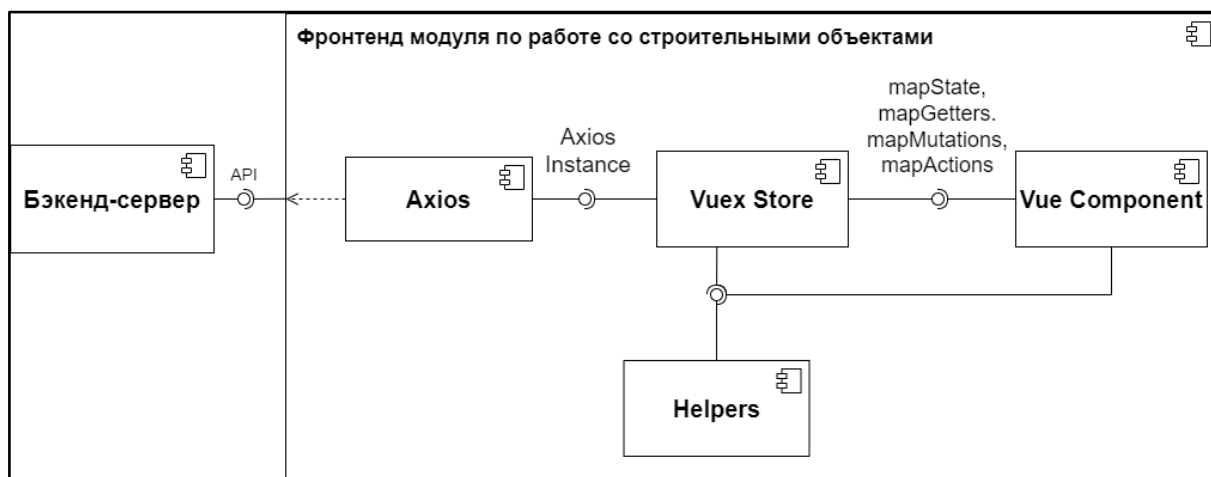 Фронтенд модуля по работе со строительными объектами
Бэкенд-сервер
API
Axios
Axios
Instance
Vuex Store
mapState,
mapGetters.
mapMutations,
mapActions
Vue Component
Helpers